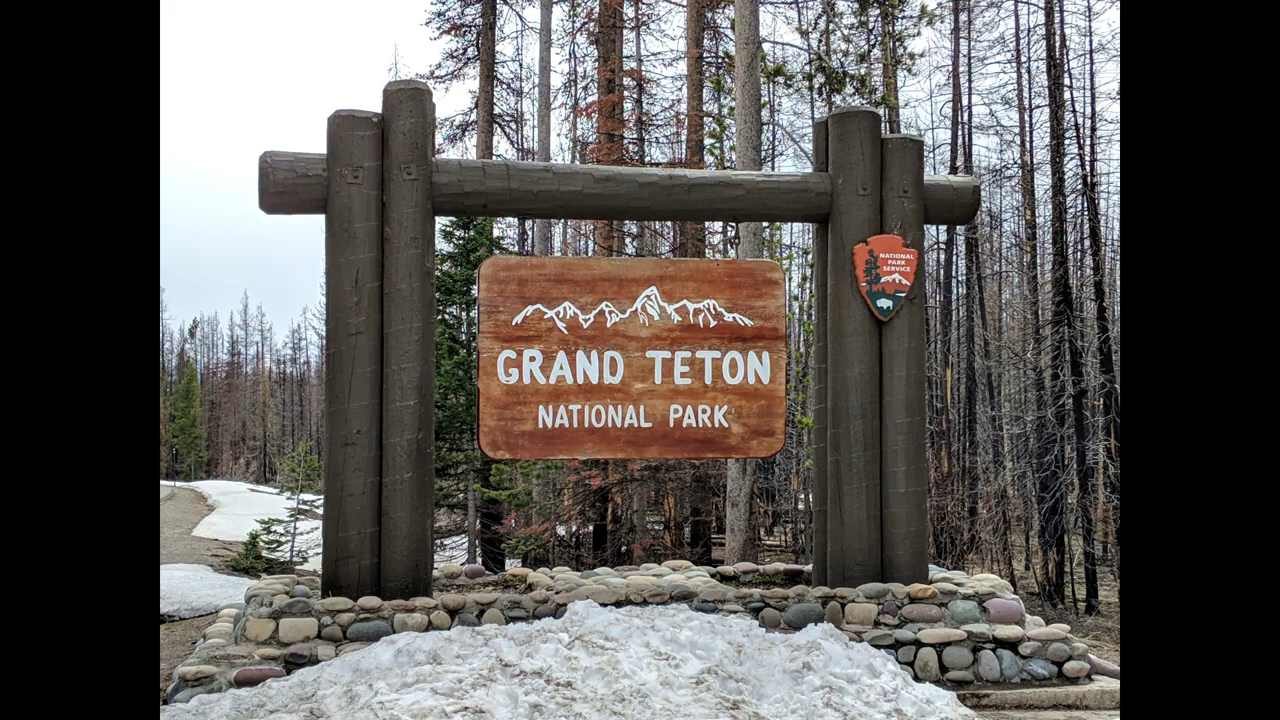 NATIONAL
PARK
SERVICE
GRAND TETON
NATIONAL PARK